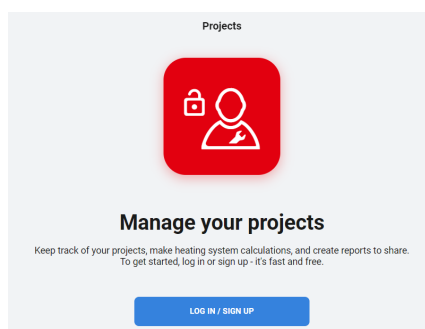 Projects
Manage your projects
Keep track of your projects, make heating system calculations, and create reports to share.
To get started, log in or sign up - it's fast and free.
LOG IN / SIGN UP